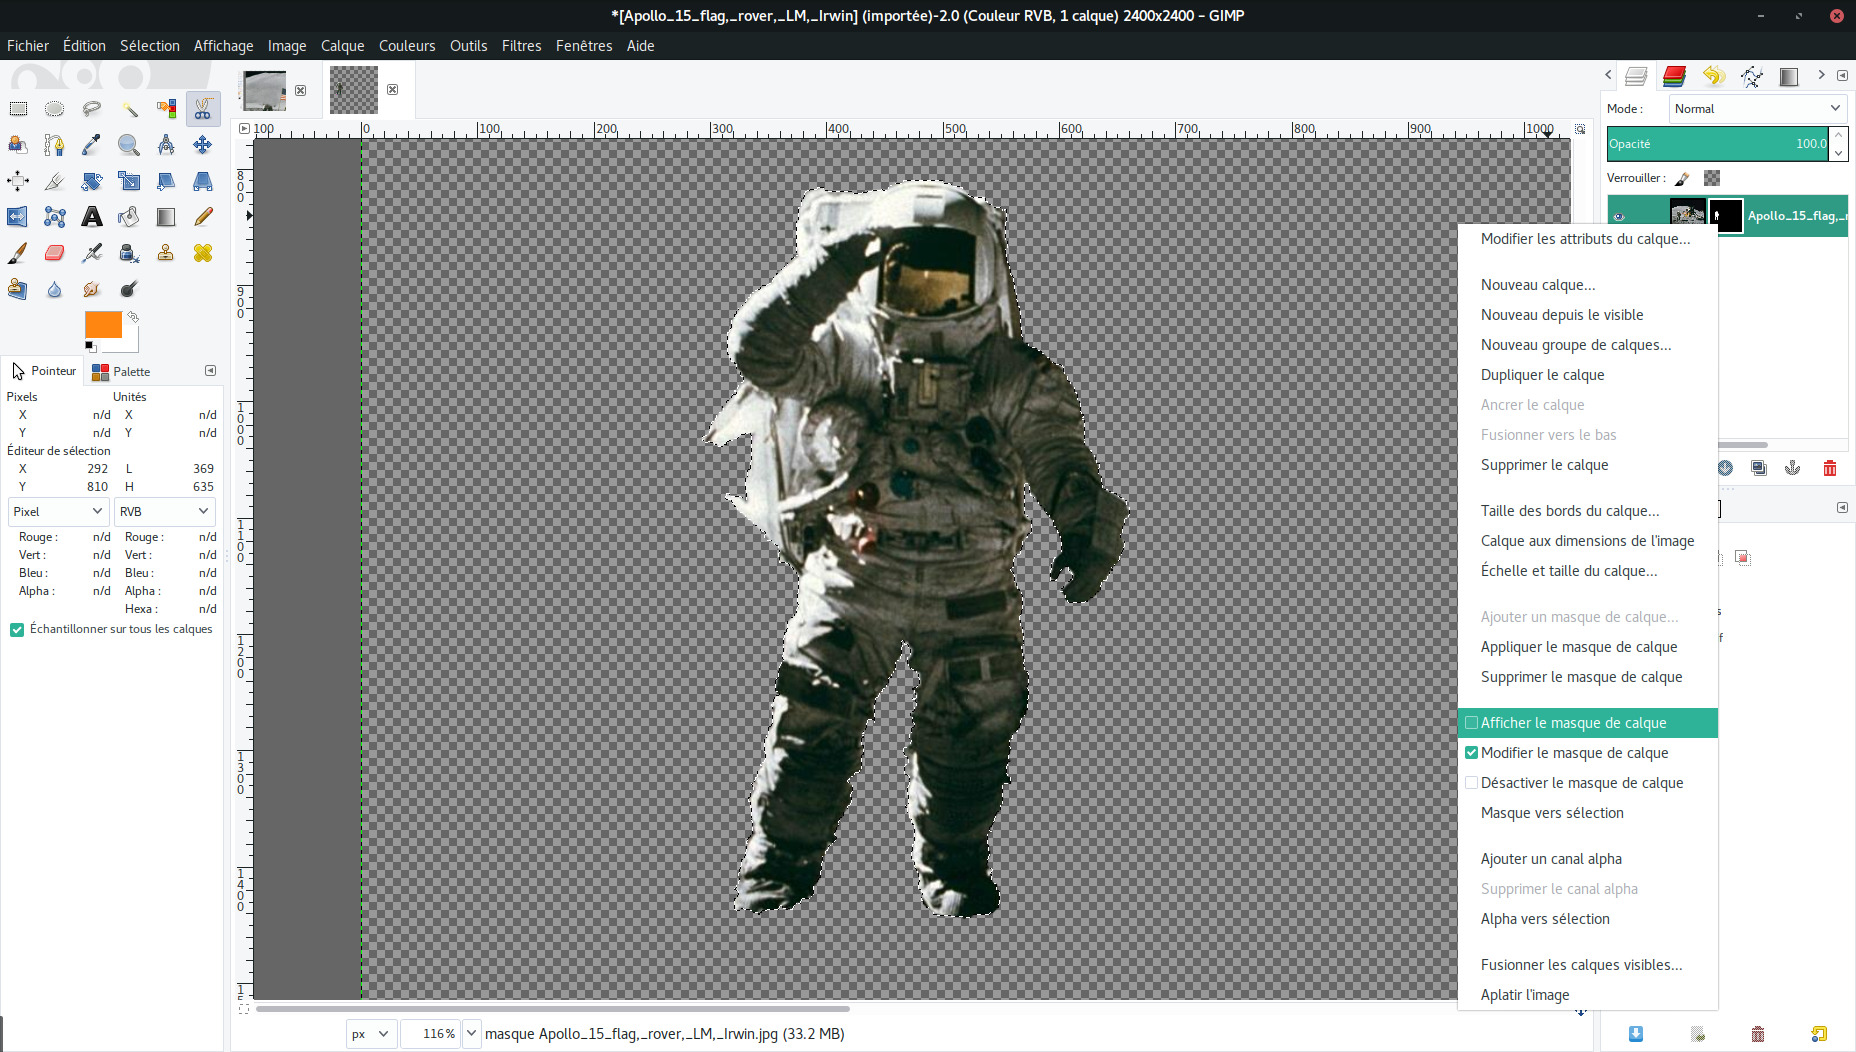 *[Apollo_15_flag,_rover,_LM,_Irwin] (importée)-2.0 (Couleur RVB, 1 calque) 2400x2400 – GIMP
Fichier Édition Sélection Affichage Image Calque Couleurs Outils Filtres Fenêtres Aide
100 0 100 200 300 400 500 600 700 800 900 1000
800
900
1000
1100
1200
1300
1400
Pointeur Palette
Pixels Unités
X n/d X n/d
Y n/d Y n/d
Éditeur de sélection
X 292 L 369
Y 810 H 635
Pixel RVB
Rouge : n/d Rouge : n/d
Vert : n/d Vert : n/d
Bleu : n/d Bleu : n/d
Alpha : n/d Alpha : n/d
Hexa : n/d
Échantillonner sur tous les calques
px 116% masque Apollo_15_flag,_rover,_LM,_Irwin.jpg (33.2 MB)
Mode : Normal
Opacité 100.0
Verrouiller :
Apollo_15_flag,_
Modifier les attributs du calque...
Nouveau calque...
Nouveau depuis le visible
Nouveau groupe de calques...
Dupliquer le calque
Ancrer le calque
Fusionner vers le bas
Supprimer le calque
Taille des bords du calque...
Calque aux dimensions de l'image
Échelle et taille du calque...
Ajouter un masque de calque...
Appliquer le masque de calque
Supprimer le masque de calque
Afficher le masque de calque
Modifier le masque de calque
Désactiver le masque de calque
Masque vers sélection
Ajouter un canal alpha
Supprimer le canal alpha
Alpha vers sélection
Fusionner les calques visibles...
Aplatir l'image